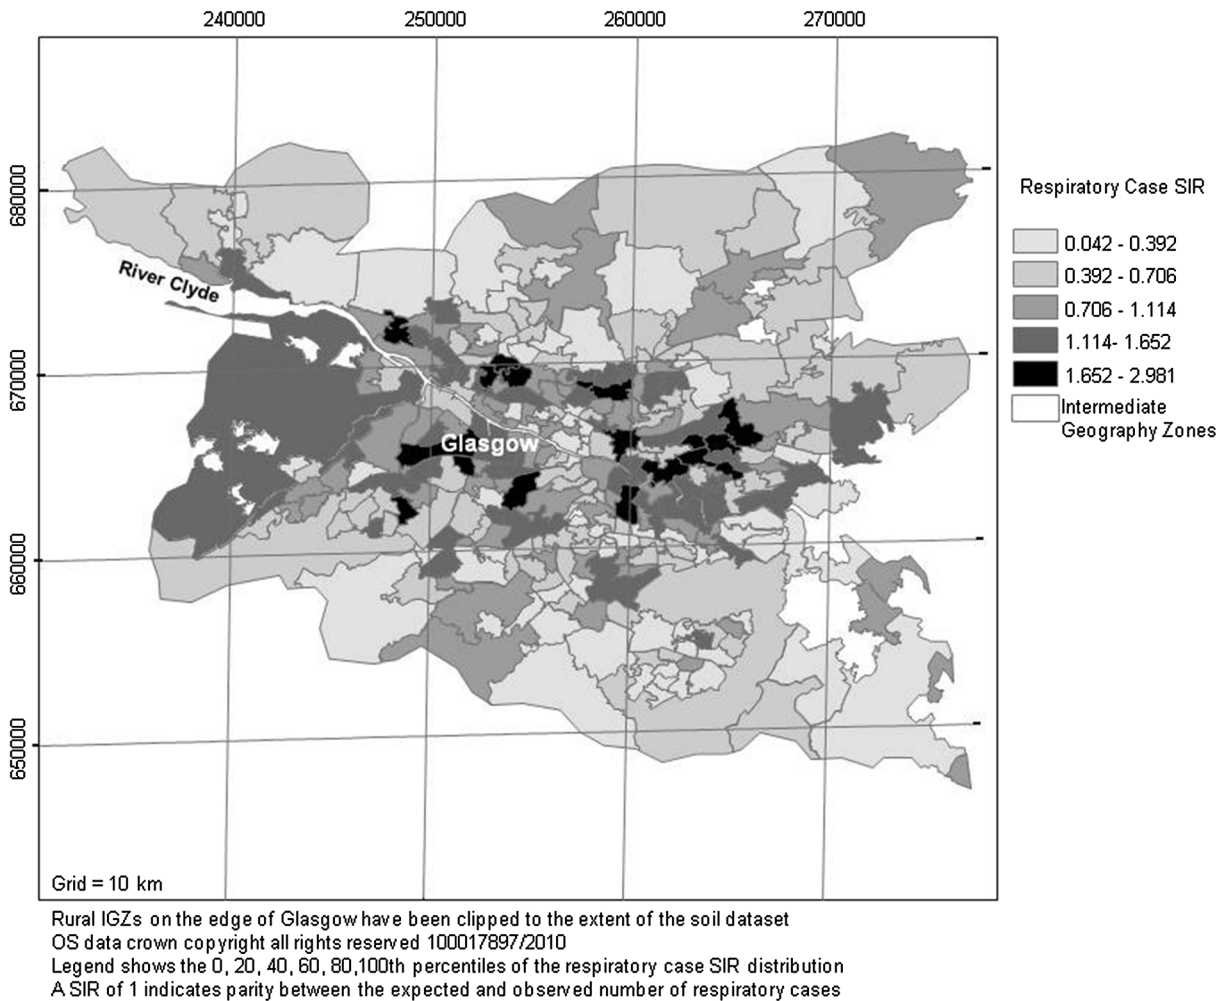 240000 250000 260000 270000
680000
670000
660000
650000
River Clyde
Glasgow
Respiratory Case SIR
0.042 - 0.392
0.392 - 0.706
0.706 - 1.114
1.114- 1.652
1.652 - 2.981
Intermediate
Geography Zones
Grid = 10 km
Rural IGZs on the edge of Glasgow have been clipped to the extent of the soil dataset
OS data crown copyright all rights reserved 100017897/2010
Legend shows the 0, 20, 40, 60, 80,100th percentiles of the respiratory case SIR distribution
A SIR of 1 indicates parity between the expected and observed number of respiratory cases